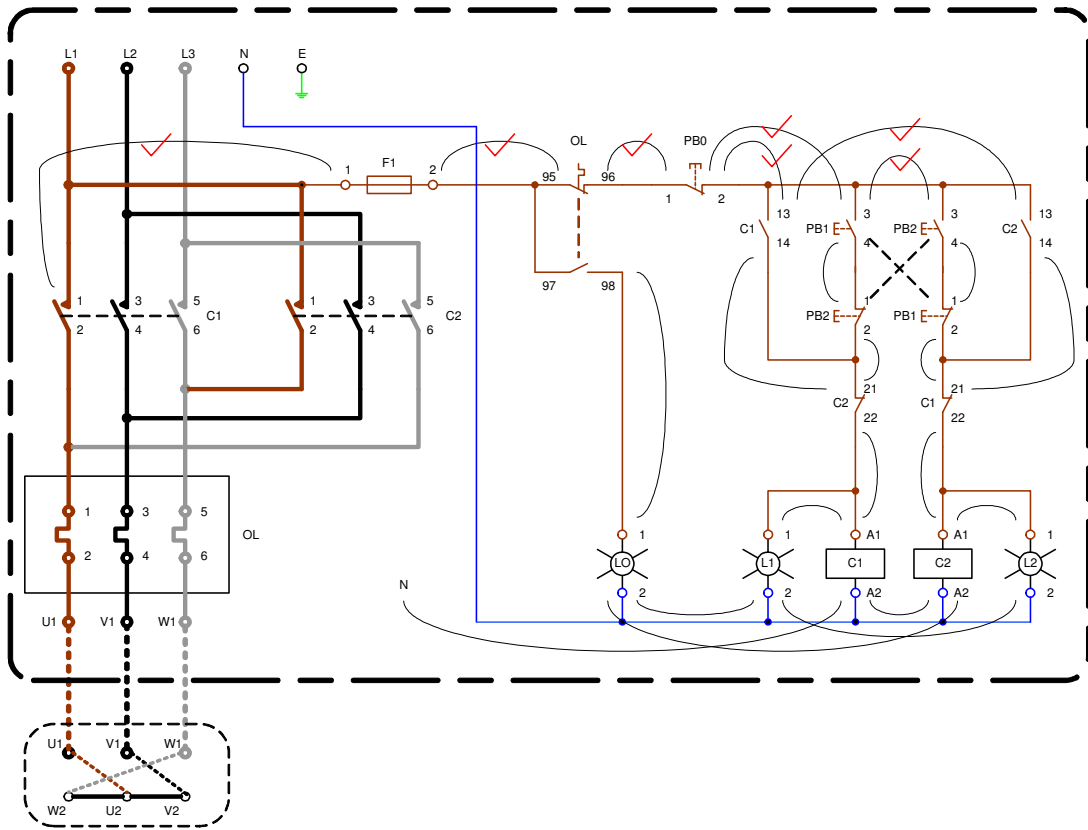 L1 L2 L3 N E
OL PB0
1 F1 2 95 96
1 2
13 3 3 13
C1 PB1 PB2 C2
14 4 4 14
97 98
1 3 5 1 3 5 1 1
C1 C2 PB2 PB1
2 4 6 2 4 6 2 2
21 21
C2 C1
22 22
1 3 5
OL
2 4 6
1 1 A1 A1 1
LO L1 C1 C2 L2
N
2 2 A2 A2 2
U1 V1 W1
U1 V1 W1
W2 U2 V2